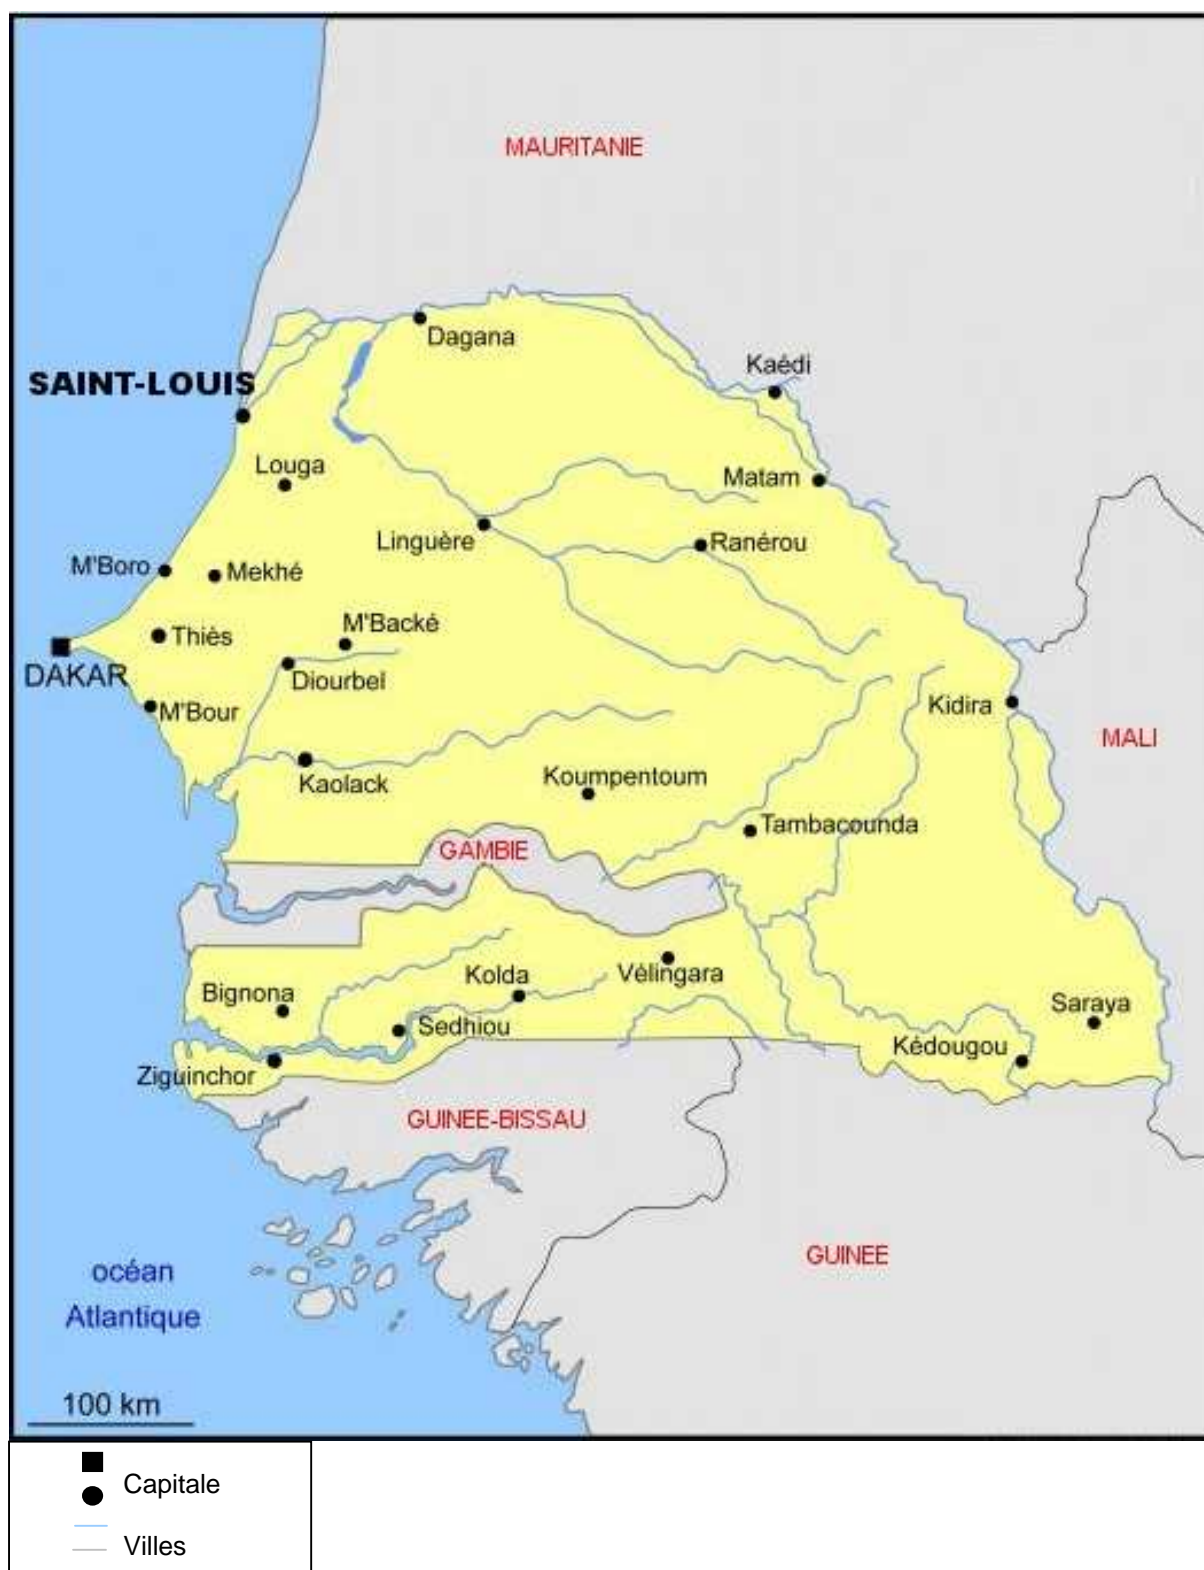 MAURITANIE
Dagana
Kaédi
SAINT-LOUIS
Louga
Matam
Linguère
Ranérou
M'Boro
Mekhé
M'Backé
Thiès
DAKAR
Diourbel
Kidira
M'Bour
MALI
Kaolack
Koumpentoum
Tambacounda
GAMBIE
Kolda
Vélingara
Bignona
Saraya
Sedhiou
Kédougou
Ziguinchor
GUINEE-BISSAU
GUINEE
océan
Atlantique
100 km
Capitale
Villes